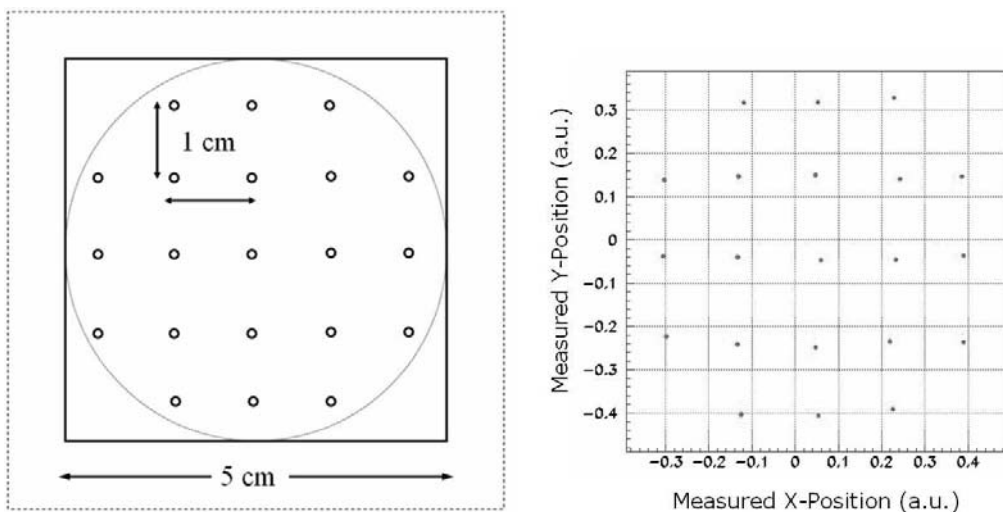 1 cm
5 cm
Measured Y-Position (a.u.)
0.3
0.2
0.1
0
−0.1
−0.2
−0.3
−0.4
−0.3 −0.2 −0.1 0 0.1 0.2 0.3 0.4
Measured X-Position (a.u.)